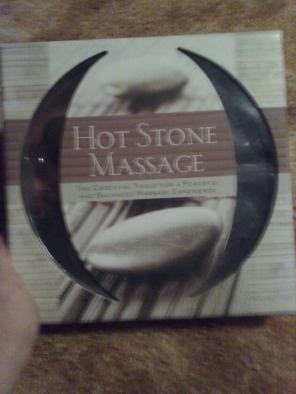 HOT STONE
MASSAGE
THE ESSENTIAL TOOLS FOR A PEACEFUL
AND BALANCED MASSAGE EXPERIENCE